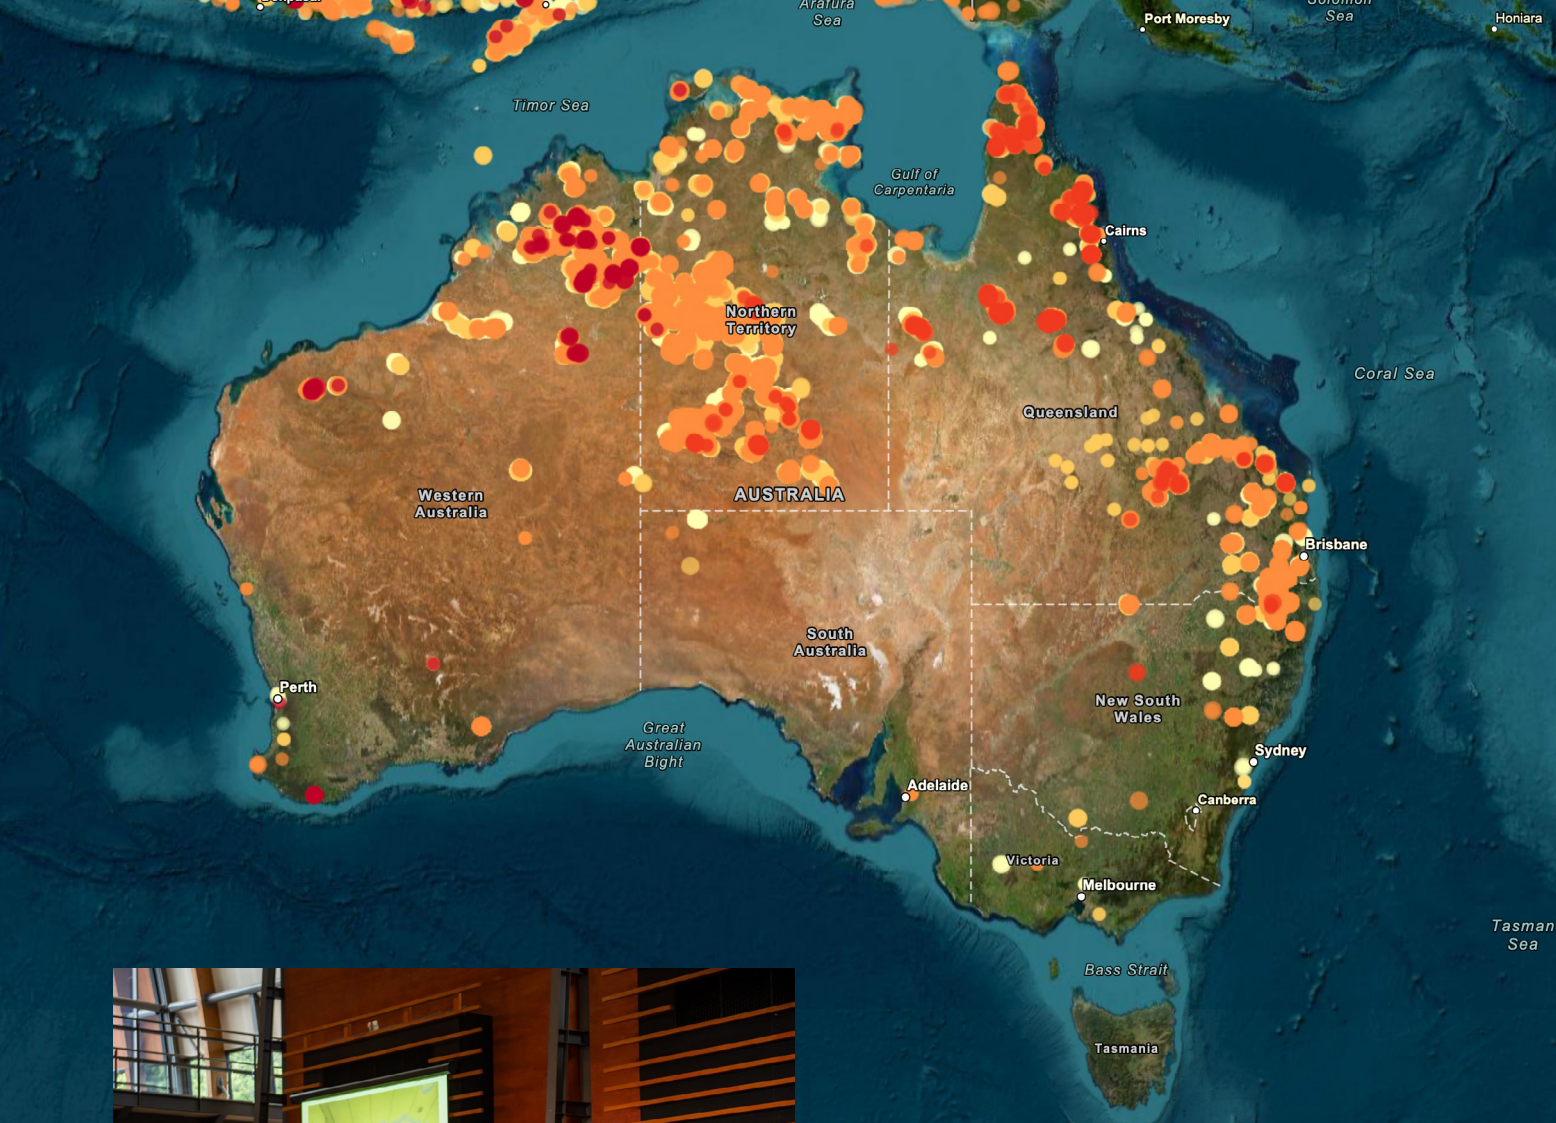 Arafura
Sea
Solomon
Sea
Port Moresby
Honiara
Timor Sea
Gulf of
Carpentaria
Cairns
Northern
Territory
Coral Sea
Queensland
Western
Australia
AUSTRALIA
Brisbane
South
Australia
Perth
New South
Wales
Great
Australian
Bight
Sydney
Adelaide
Canberra
Victoria
Melbourne
Tasman
Sea
Bass Strait
Tasmania